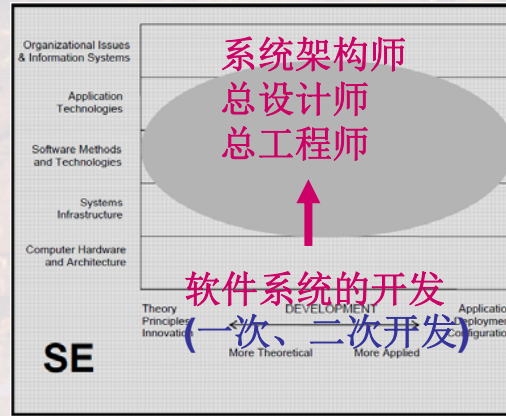 Organizational Issues
& Information Systems
系统架构师
Application
Technologies
总设计师
Software Methods
and Technologies
总工程师
Systems
Infrastructure
Computer Hardware
and Architecture
软件系统的开发
Theory
Principles
Innovation
DEVELOPMENT
Application
Deployment
Configuration
(一次、二次开发)
More Theoretical
More Applied
SE